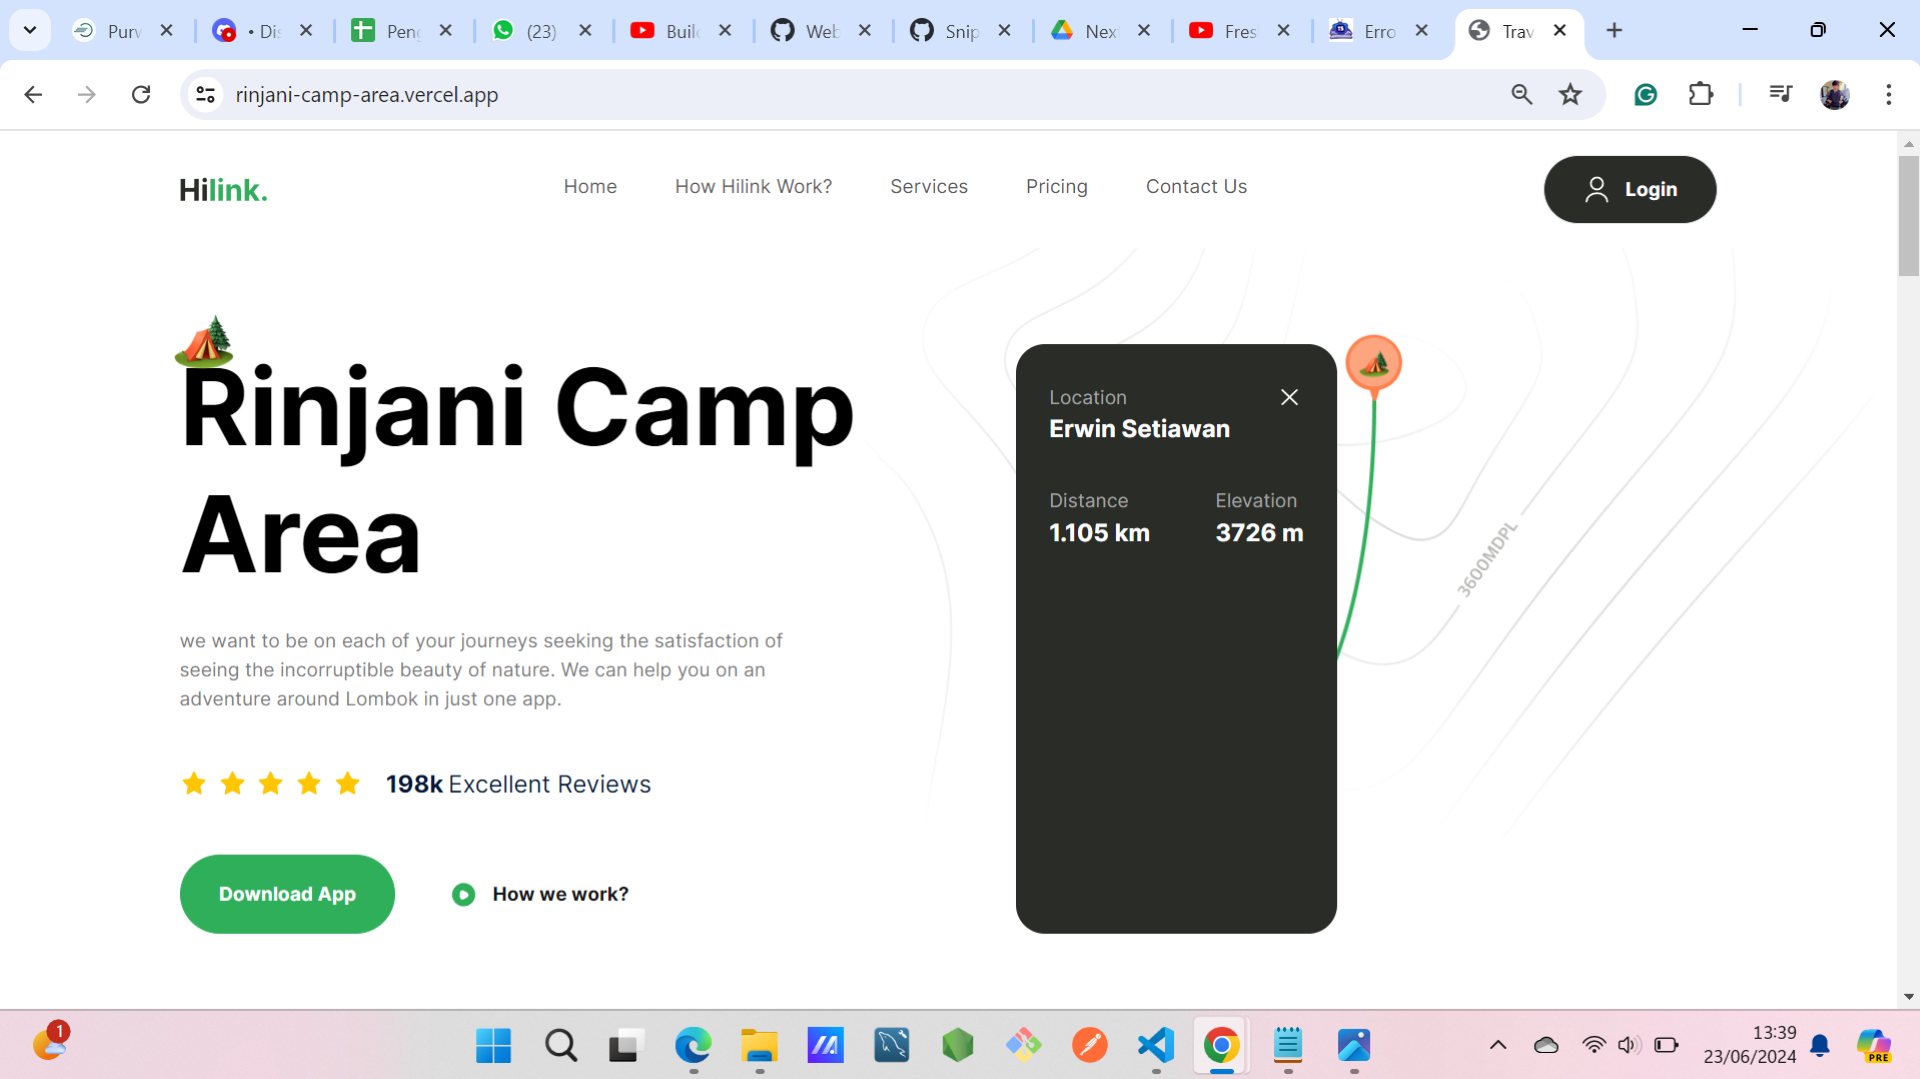 Purv
Dis
Peng
(23)
Buil
Web
Snip
Nex
Fres
Erro
Trav
rinjani-camp-area.vercel.app
Hilink.
Home
How Hilink Work?
Services
Pricing
Contact Us
Login
Rinjani Camp
Area
we want to be on each of your journeys seeking the satisfaction of
seeing the incorruptible beauty of nature. We can help you on an
adventure around Lombok in just one app.
198k Excellent Reviews
Download App
How we work?
Location
Erwin Setiawan
Distance
Elevation
1.105 km
3726 m
3600MDPL
1
13:39
23/06/2024
PRE